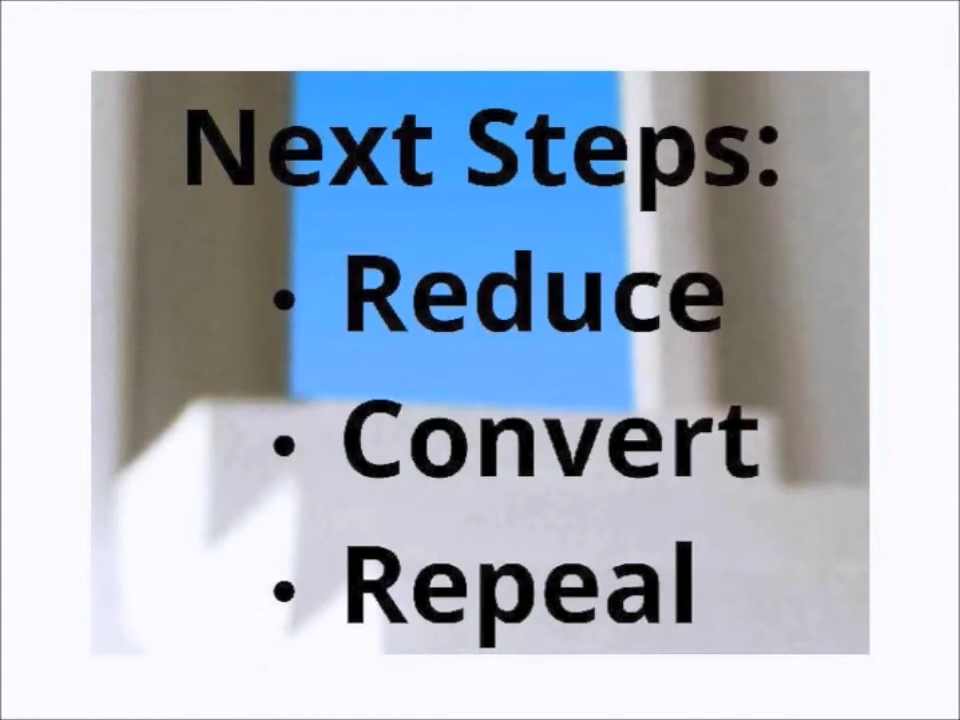 Next Steps:
• Reduce
• Convert
• Repeal